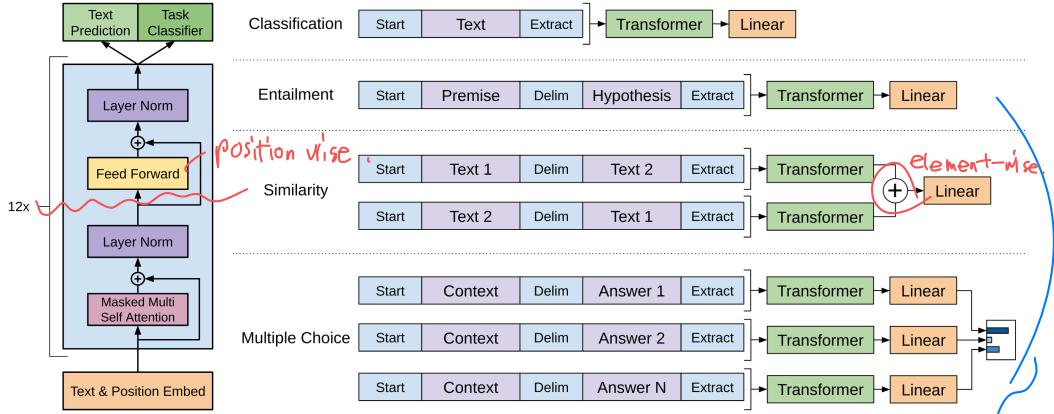 Text
Prediction
Task
Classifier
12x
Layer Norm
+
Feed Forward
Layer Norm
+
Masked Multi
Self Attention
Text & Position Embed
position wise
Classification
Start Text Extract Transformer Linear
Entailment
Start Premise Delim Hypothesis Extract Transformer Linear
Similarity
Start Text 1 Delim Text 2 Extract Transformer
+ Linear
element-wise
Start Text 2 Delim Text 1 Extract Transformer
Multiple Choice
Start Context Delim Answer 1 Extract Transformer Linear
Start Context Delim Answer 2 Extract Transformer Linear
Start Context Delim Answer N Extract Transformer Linear